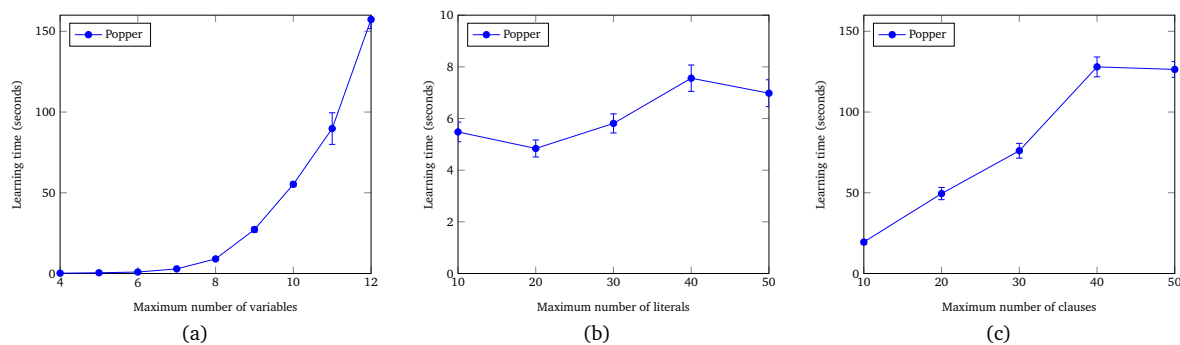 150
100
50
0
4
6
8
10
12
Popper
Learning time (seconds)
Maximum number of variables
(a)
10
8
6
4
2
0
10
20
30
40
50
Popper
Learning time (seconds)
Maximum number of literals
(b)
150
100
50
0
10
20
30
40
50
Popper
Learning time (seconds)
Maximum number of clauses
(c)